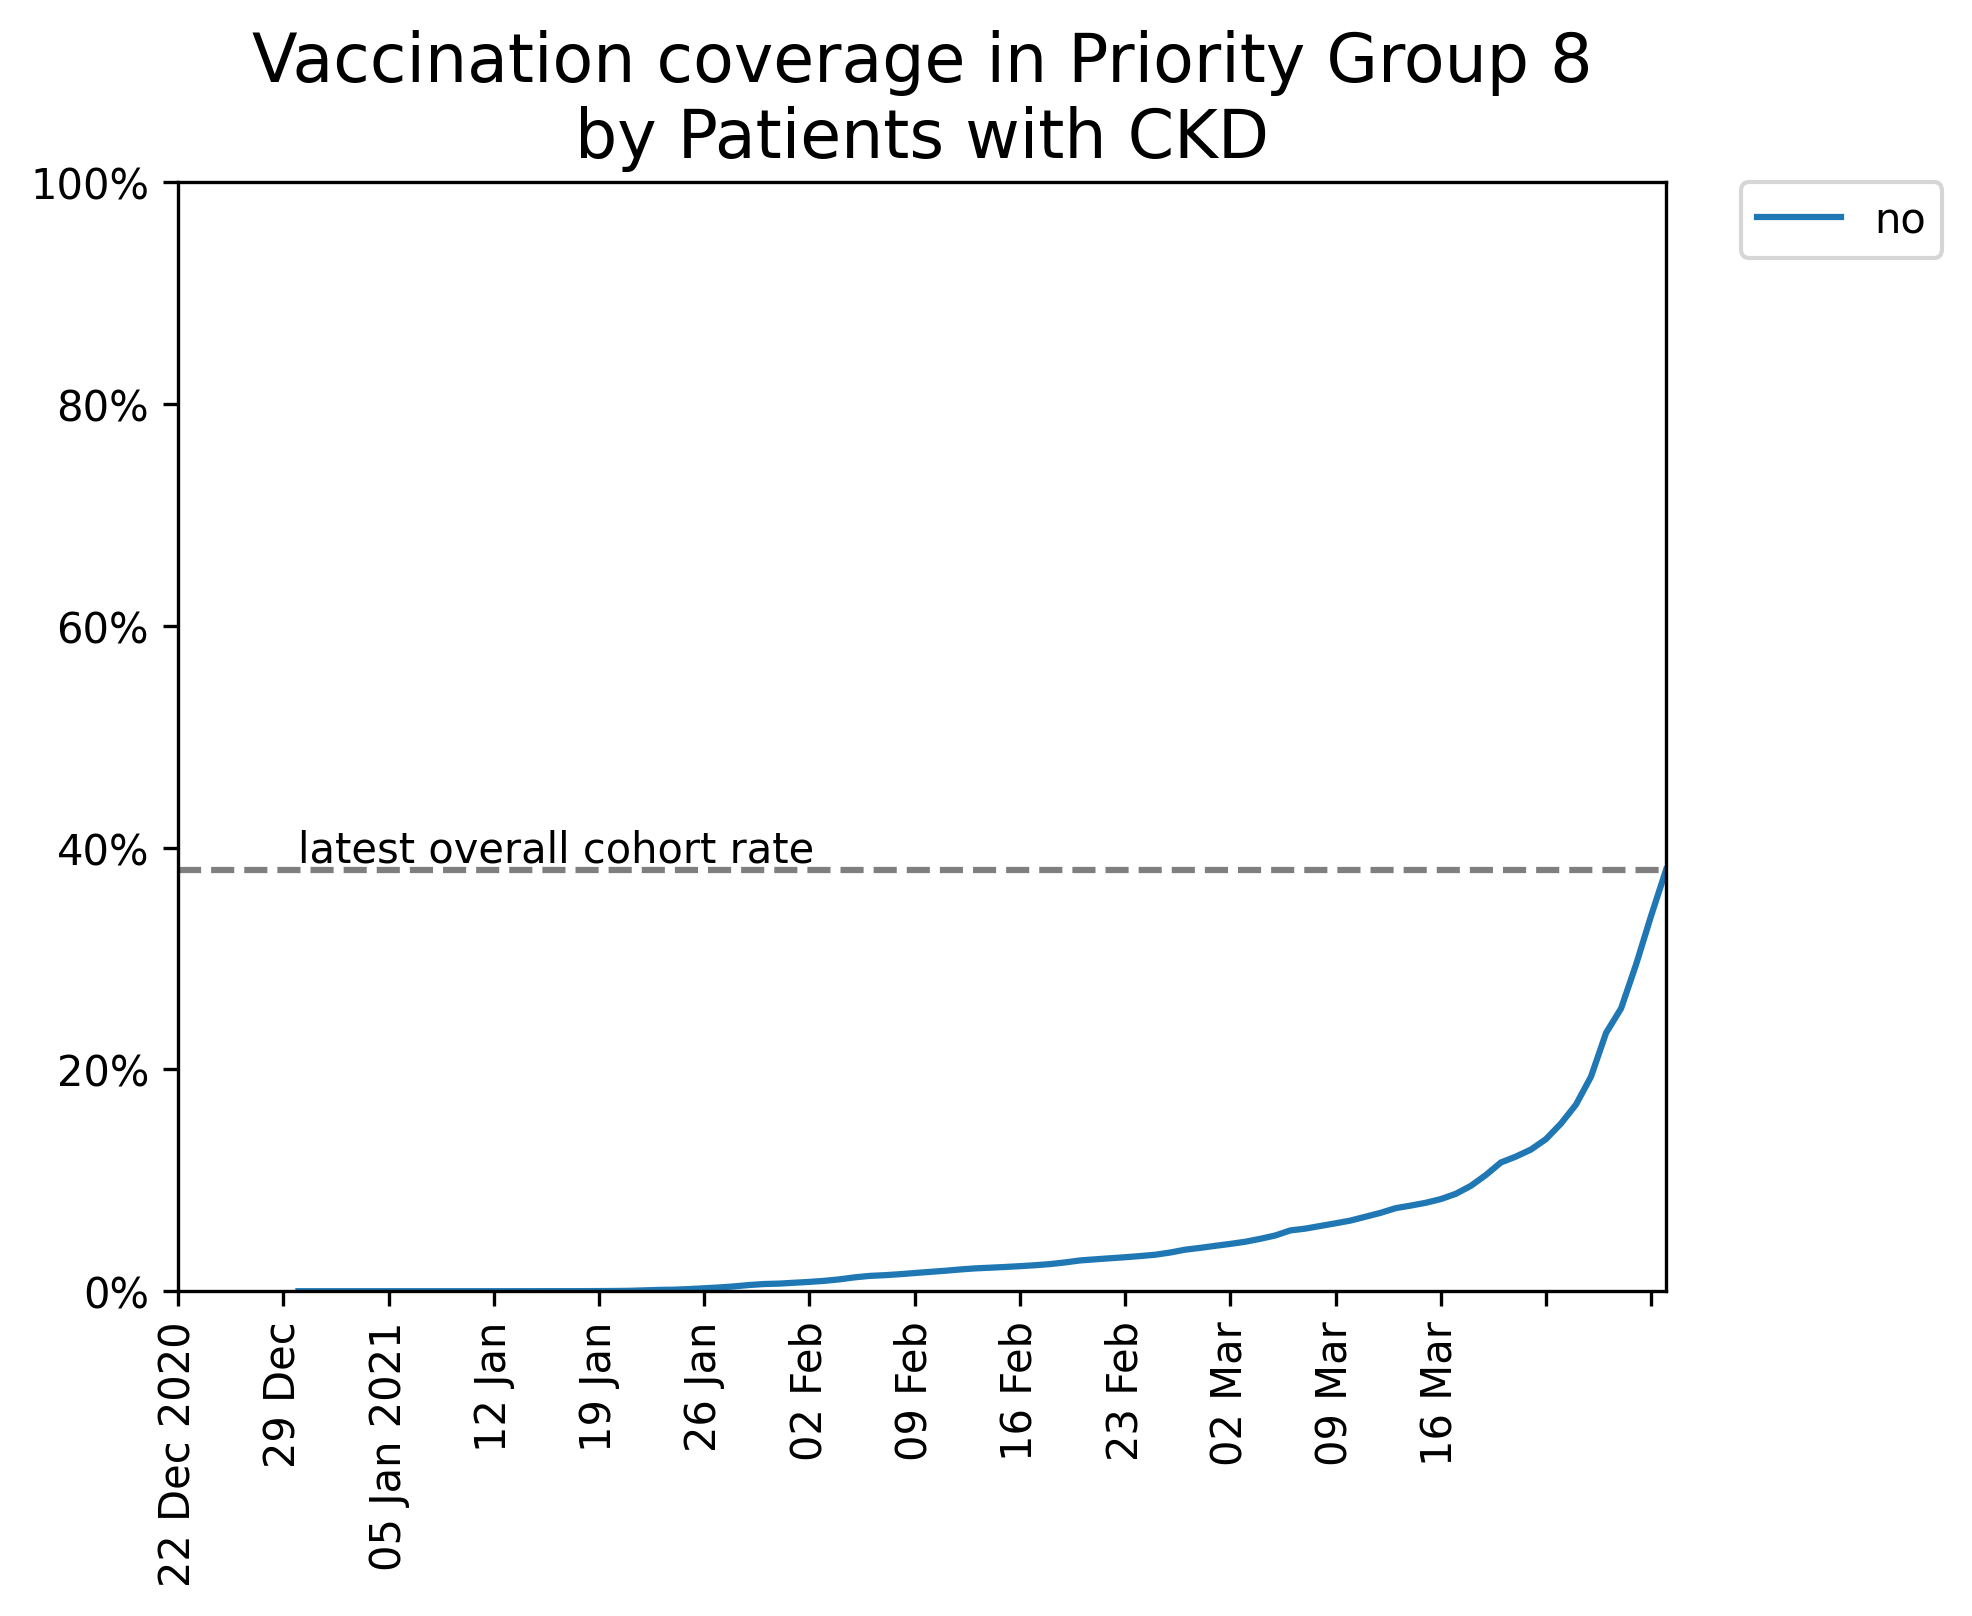 Vaccination coverage in Priority Group 8
by Patients with CKD
100%
80%
60%
40%
20%
0%
latest overall cohort rate
no
22 Dec 2020
29 Dec
05 Jan 2021
12 Jan
19 Jan
26 Jan
02 Feb
09 Feb
16 Feb
23 Feb
02 Mar
09 Mar
16 Mar